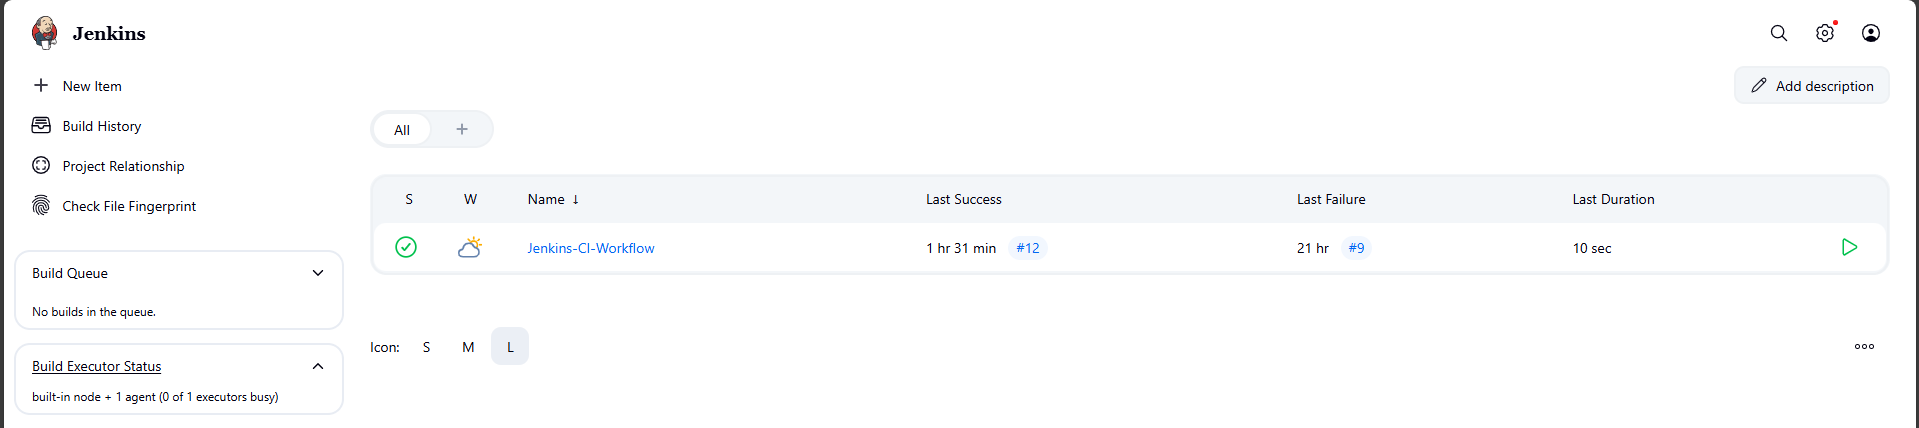 Jenkins
New Item
Add description
Build History
All
Project Relationship
Check File Fingerprint
S W Name ↓ Last Success Last Failure Last Duration
Jenkins-CI-Workflow 1 hr 31 min #12 21 hr #9 10 sec
Build Queue
No builds in the queue.
Icon: S M L
Build Executor Status
built-in node + 1 agent (0 of 1 executors busy)